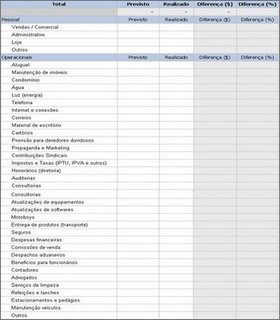 Total Previsto Realizado Diferença ($) Diferença (%)
- -
Pessoal Previsto Realizado Diferença ($) Diferença (%)
Vendas / Comercial
Administrativo
Loja
Outros
Operacionais Previsto Realizado Diferença ($) Diferença (%)
Aluguel
Manutenção de imóveis
Condomínio
Água
Luz (energia)
Telefonia
Internet e conexões
Correios
Material de escritório
Cartórios
Provisão para devedores duvidosos
Propaganda e Marketing
Contribuições Sindicais
Impostos e Taxas (IPTU, IPVA e outros)
Honorários (diretoria)
Auditorias
Consultorias
Consultorias
Atualizações de equipamentos
Atualizações de softwares
Motoboys
Entrega de produtos (transporte)
Seguros
Despesas financeiras
Comissões de venda
Despachos aduaneiros
Benefícios para funcionários
Contadores
Advogados
Serviços de limpeza
Refeições e lanches
Estacionamentos e pedágios
Manutenção veículos
Outros